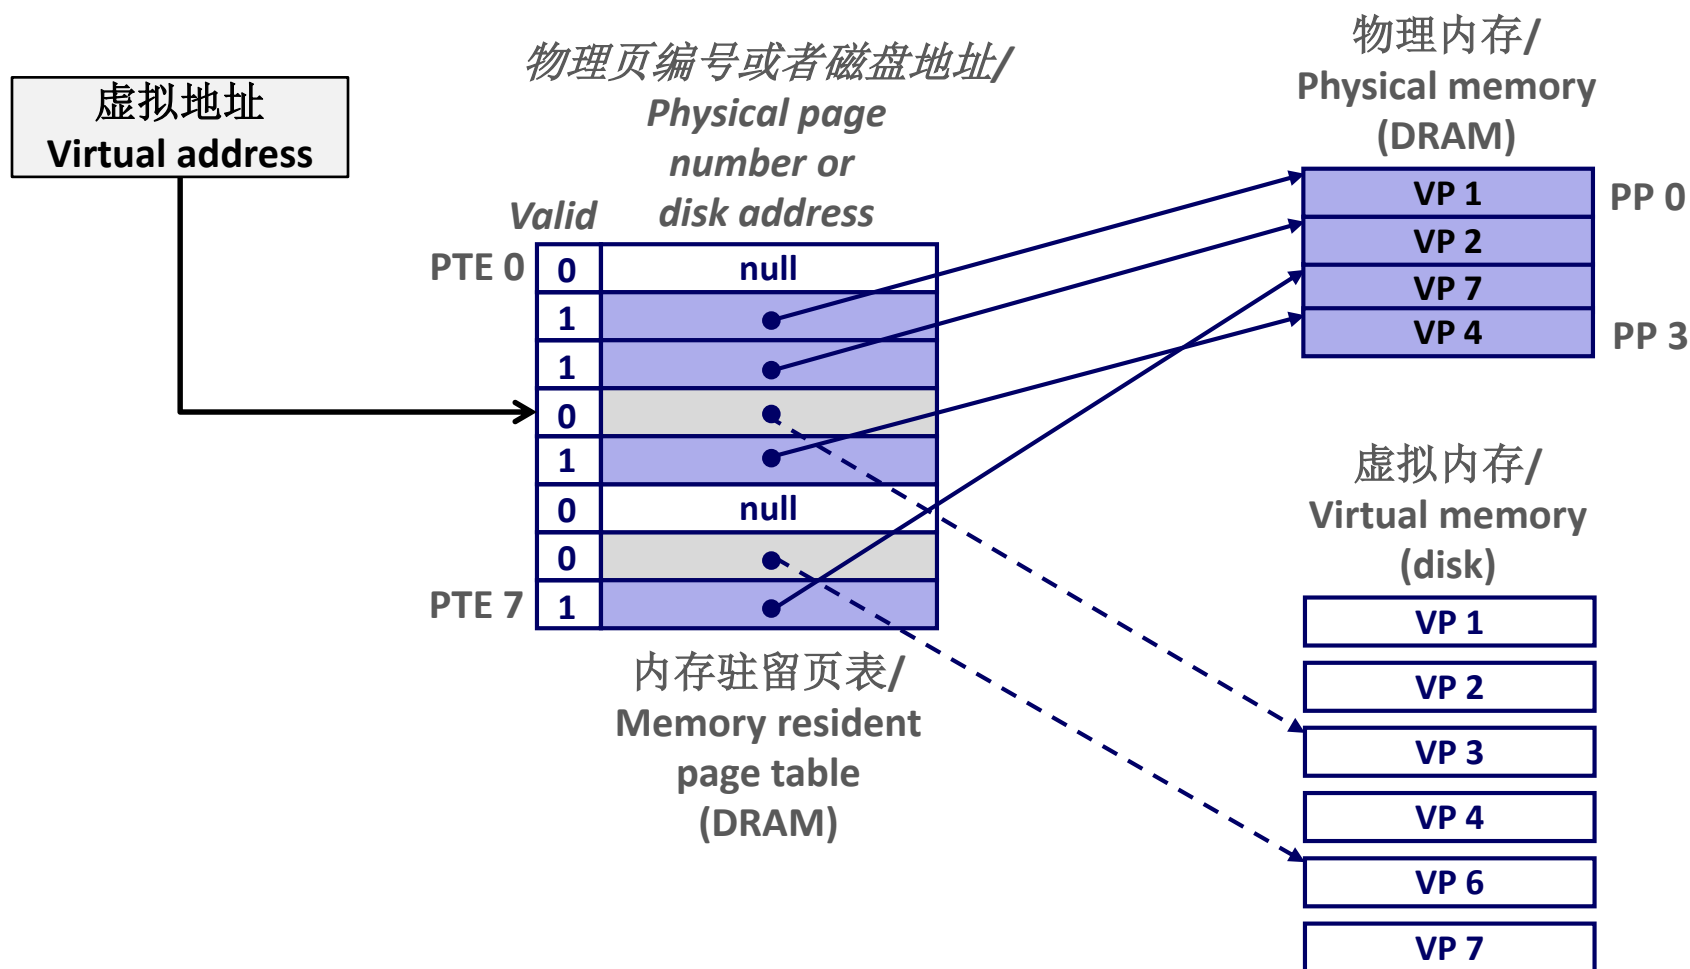 虚拟地址
Virtual address
物理页编号或者磁盘地址/
Physical page
number or
disk address
Valid
PTE 0
0
null
1
1
0
1
0
null
0
PTE 7
1
内存驻留页表/
Memory resident
page table
(DRAM)
物理内存/
Physical memory
(DRAM)
VP 1
PP 0
VP 2
VP 7
VP 4
PP 3
虚拟内存/
Virtual memory
(disk)
VP 1
VP 2
VP 3
VP 4
VP 6
VP 7